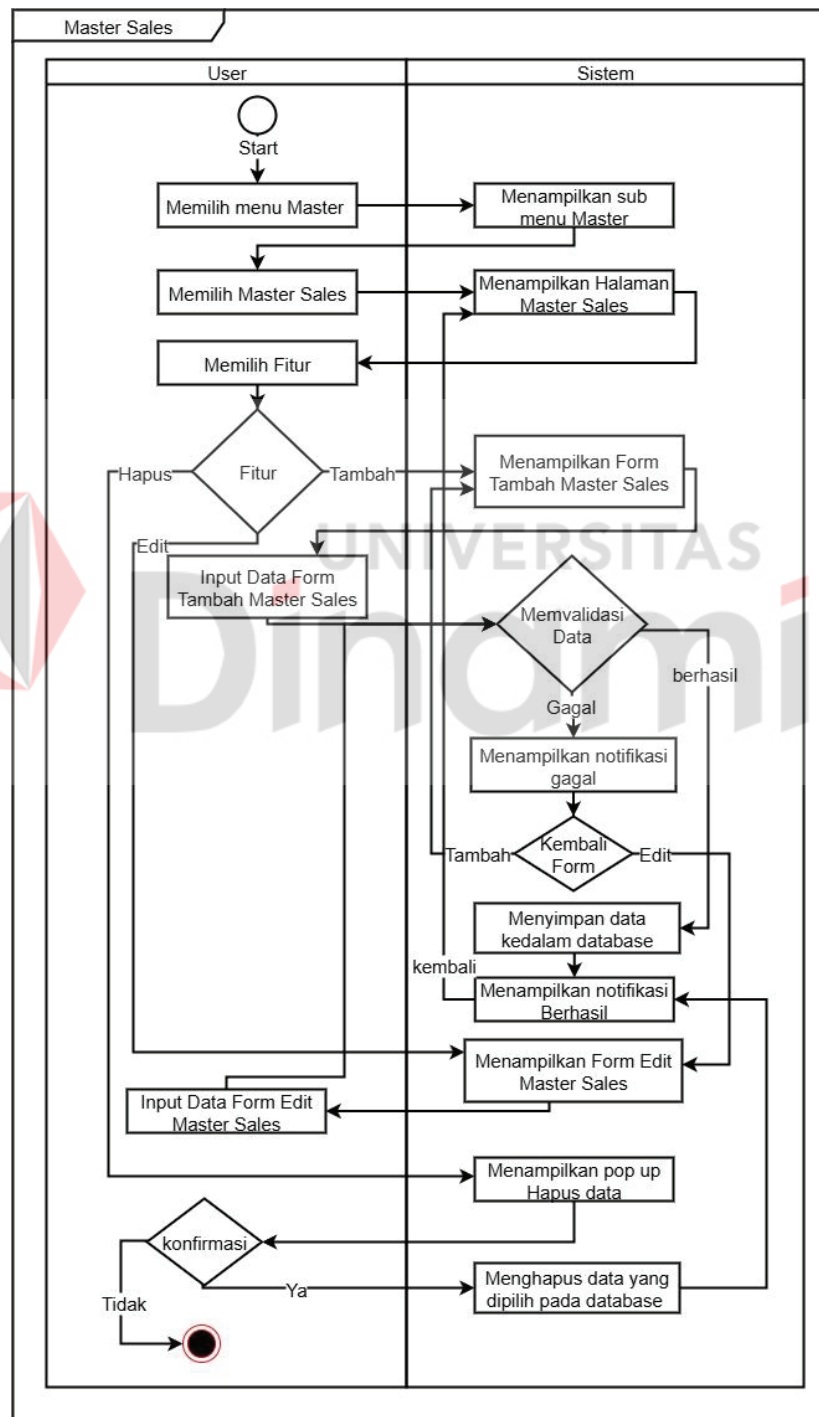 Master Sales
User
Sistem
Start
Memilih menu Master
Menampilkan sub
menu Master
Memilih Master Sales
Menampilkan Halaman
Master Sales
Memilih Fitur
Hapus
Fitur
Tambah
Menampilkan Form
Tambah Master Sales
Edit
UNIVERSITAS
Dinami
Input Data Form
Tambah Master Sales
Memvalidasi
Data
berhasil
Gagal
Menampilkan notifikasi
gagal
Tambah
Kembali
Form
Edit
Menyimpan data
kedalam database
kembali
Menampilkan notifikasi
Berhasil
Menampilkan Form Edit
Master Sales
Input Data Form Edit
Master Sales
Menampilkan pop up
Hapus data
konfirmasi
Ya
Menghapus data yang
dipilih pada database
Tidak